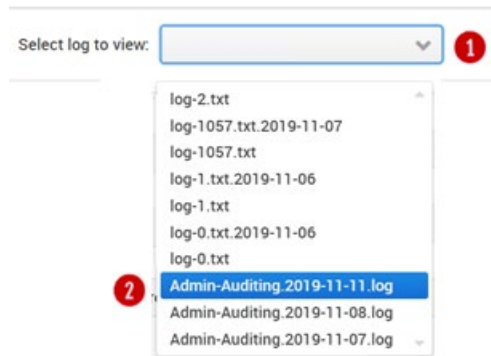 Select log to view:
1
log-2.txt
log-1057.txt.2019-11-07
log-1057.txt
log-1.txt.2019-11-06
log-1.txt
log-0.txt.2019-11-06
log-0.txt
2
Admin-Auditing.2019-11-11.log
Admin-Auditing.2019-11-08.log
Admin-Auditing.2019-11-07.log